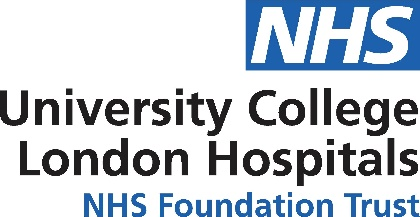 NHS
University College
London Hospitals
NHS Foundation Trust